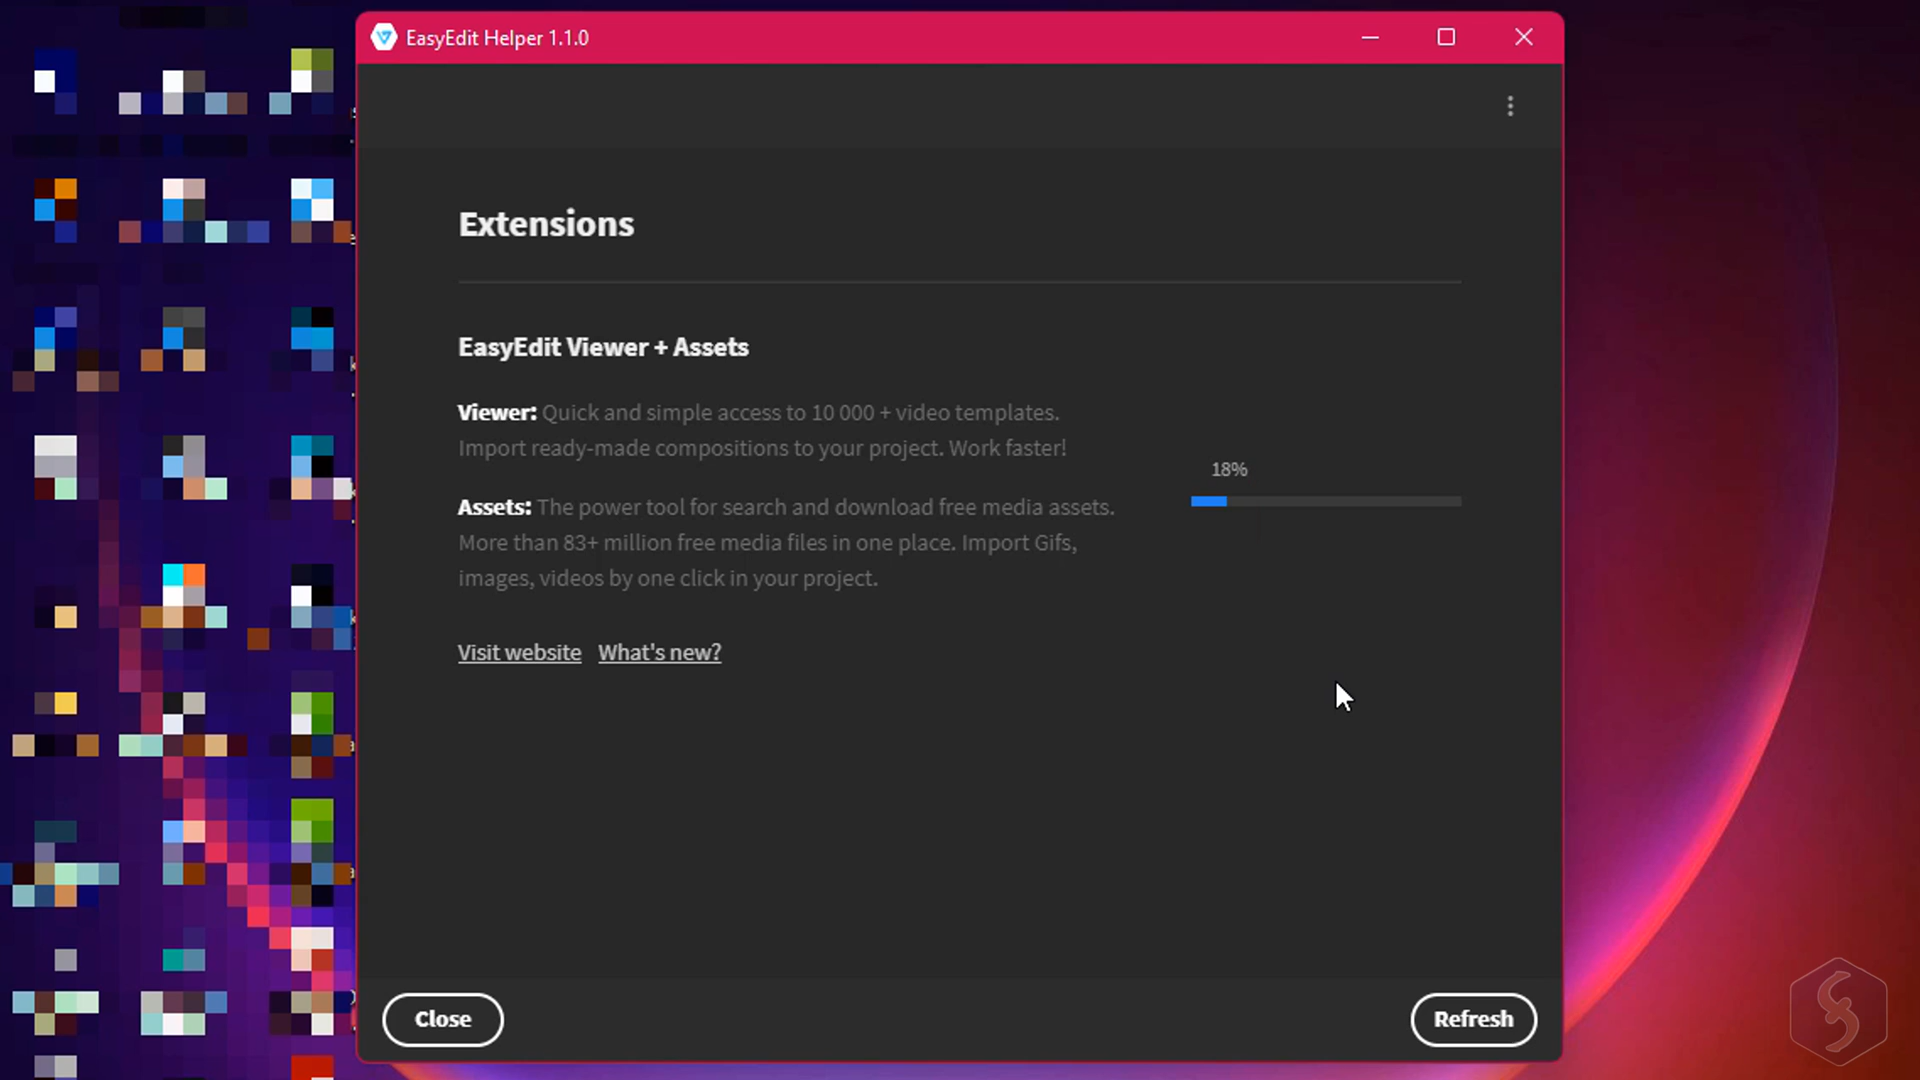 EasyEdit Helper 1.1.0
Extensions
EasyEdit Viewer + Assets
Viewer: Quick and simple access to 10 000 + video templates.
Import ready-made compositions to your project. Work faster!
18%
Assets: The power tool for search and download free media assets.
More than 83+ million free media files in one place. Import Gifs,
images, videos by one click in your project.
Visit website What's new?
Close
Refresh